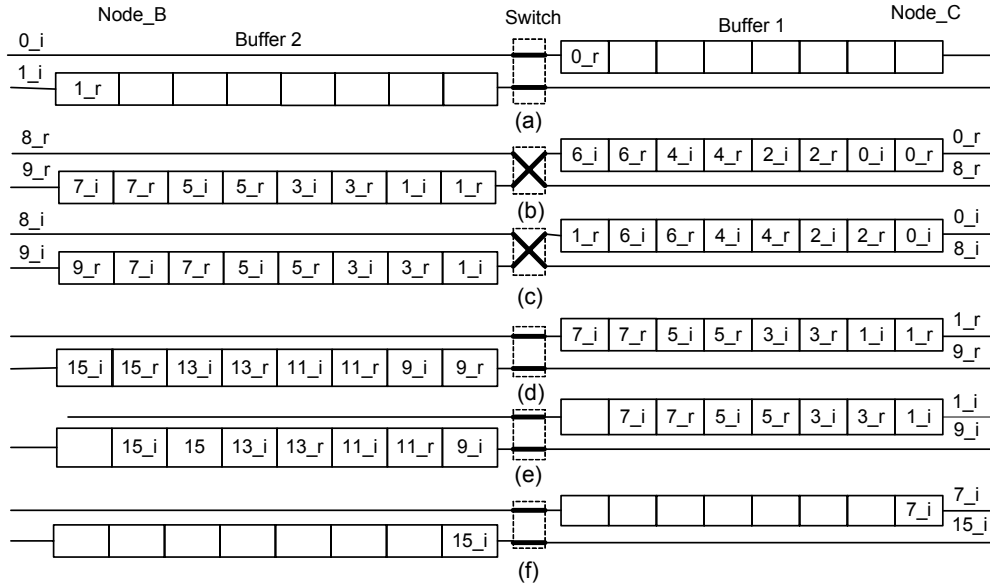 Node_B Switch Node_C
0_i Buffer 2 Buffer 1
0_r
1_i
1_r
(a)
8_r 0_r
6_i 6_r 4_i 4_r 2_i 2_r 0_i 0_r
9_r 8_r
7_i 7_r 5_i 5_r 3_i 3_r 1_i 1_r
(b)
8_i 0_i
1_r 6_i 6_r 4_i 4_r 2_i 2_r 0_i
9_i 8_i
9_r 7_i 7_r 5_i 5_r 3_i 3_r 1_i
(c)
1_r
7_i 7_r 5_i 5_r 3_i 3_r 1_i 1_r
9_r
15_i 15_r 13_i 13_r 11_i 11_r 9_i 9_r
(d)
1_i
7_i 7_r 5_i 5_r 3_i 3_r 1_i
9_i
15_i 15 13_i 13_r 11_i 11_r 9_i
(e)
7_i
7_i
15_i
15_i
(f)